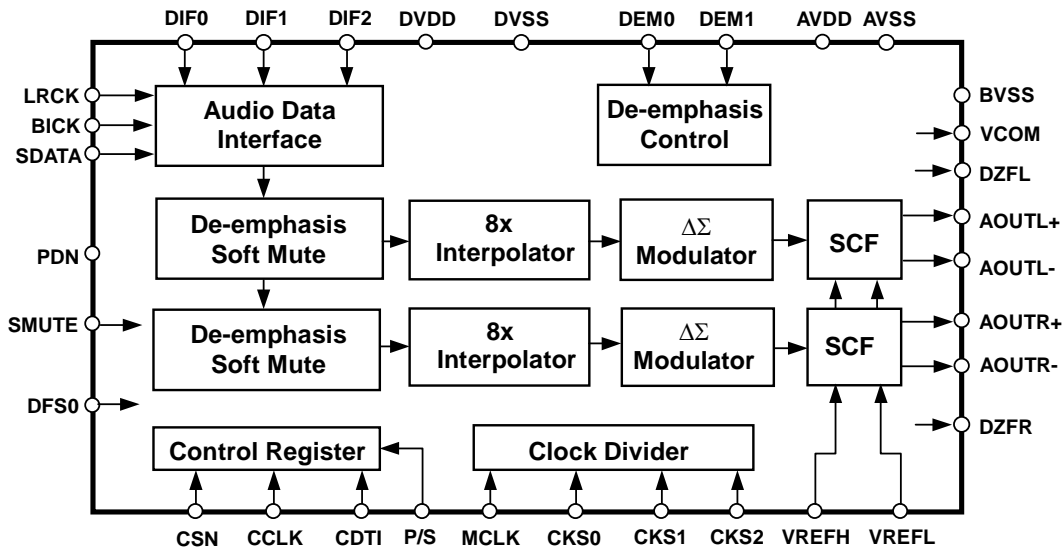 DIF0 DIF1 DIF2 DVDD DVSS DEM0 DEM1 AVDD AVSS
LRCK
BICK
SDATA
PDN
SMUTE
DFS0
Audio Data
Interface
De-emphasis
Control
De-emphasis
Soft Mute
8x
Interpolator
ΔΣ
Modulator
SCF
De-emphasis
Soft Mute
8x
Interpolator
ΔΣ
Modulator
SCF
Control Register
Clock Divider
BVSS
VCOM
DZFL
AOUTL+
AOUTL-
AOUTR+
AOUTR-
DZFR
CSN CCLK CDTI P/S MCLK CKS0 CKS1 CKS2 VREFH VREFL